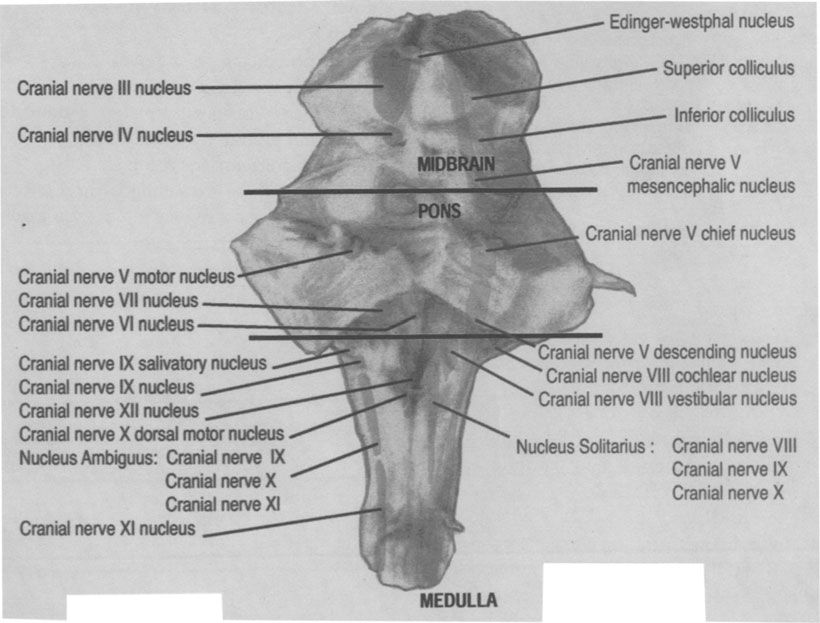 Edinger-westphal nucleus
Superior colliculus
Cranial nerve III nucleus
Inferior colliculus
Cranial nerve IV nucleus
MIDBRAIN
Cranial nerve V
mesencephalic nucleus
PONS
Cranial nerve V chief nucleus
Cranial nerve V motor nucleus
Cranial nerve VII nucleus
Cranial nerve VI nucleus
Cranial nerve V descending nucleus
Cranial nerve IX salivatory nucleus
Cranial nerve VIII cochlear nucleus
Cranial nerve IX nucleus
Cranial nerve VIII vestibular nucleus
Cranial nerve XII nucleus
Cranial nerve X dorsal motor nucleus
Nucleus Ambiguus: Cranial nerve IX
Cranial nerve X
Cranial nerve XI
Nucleus Solitarius : Cranial nerve VIII
Cranial nerve IX
Cranial nerve X
Cranial nerve XI nucleus
MEDULLA